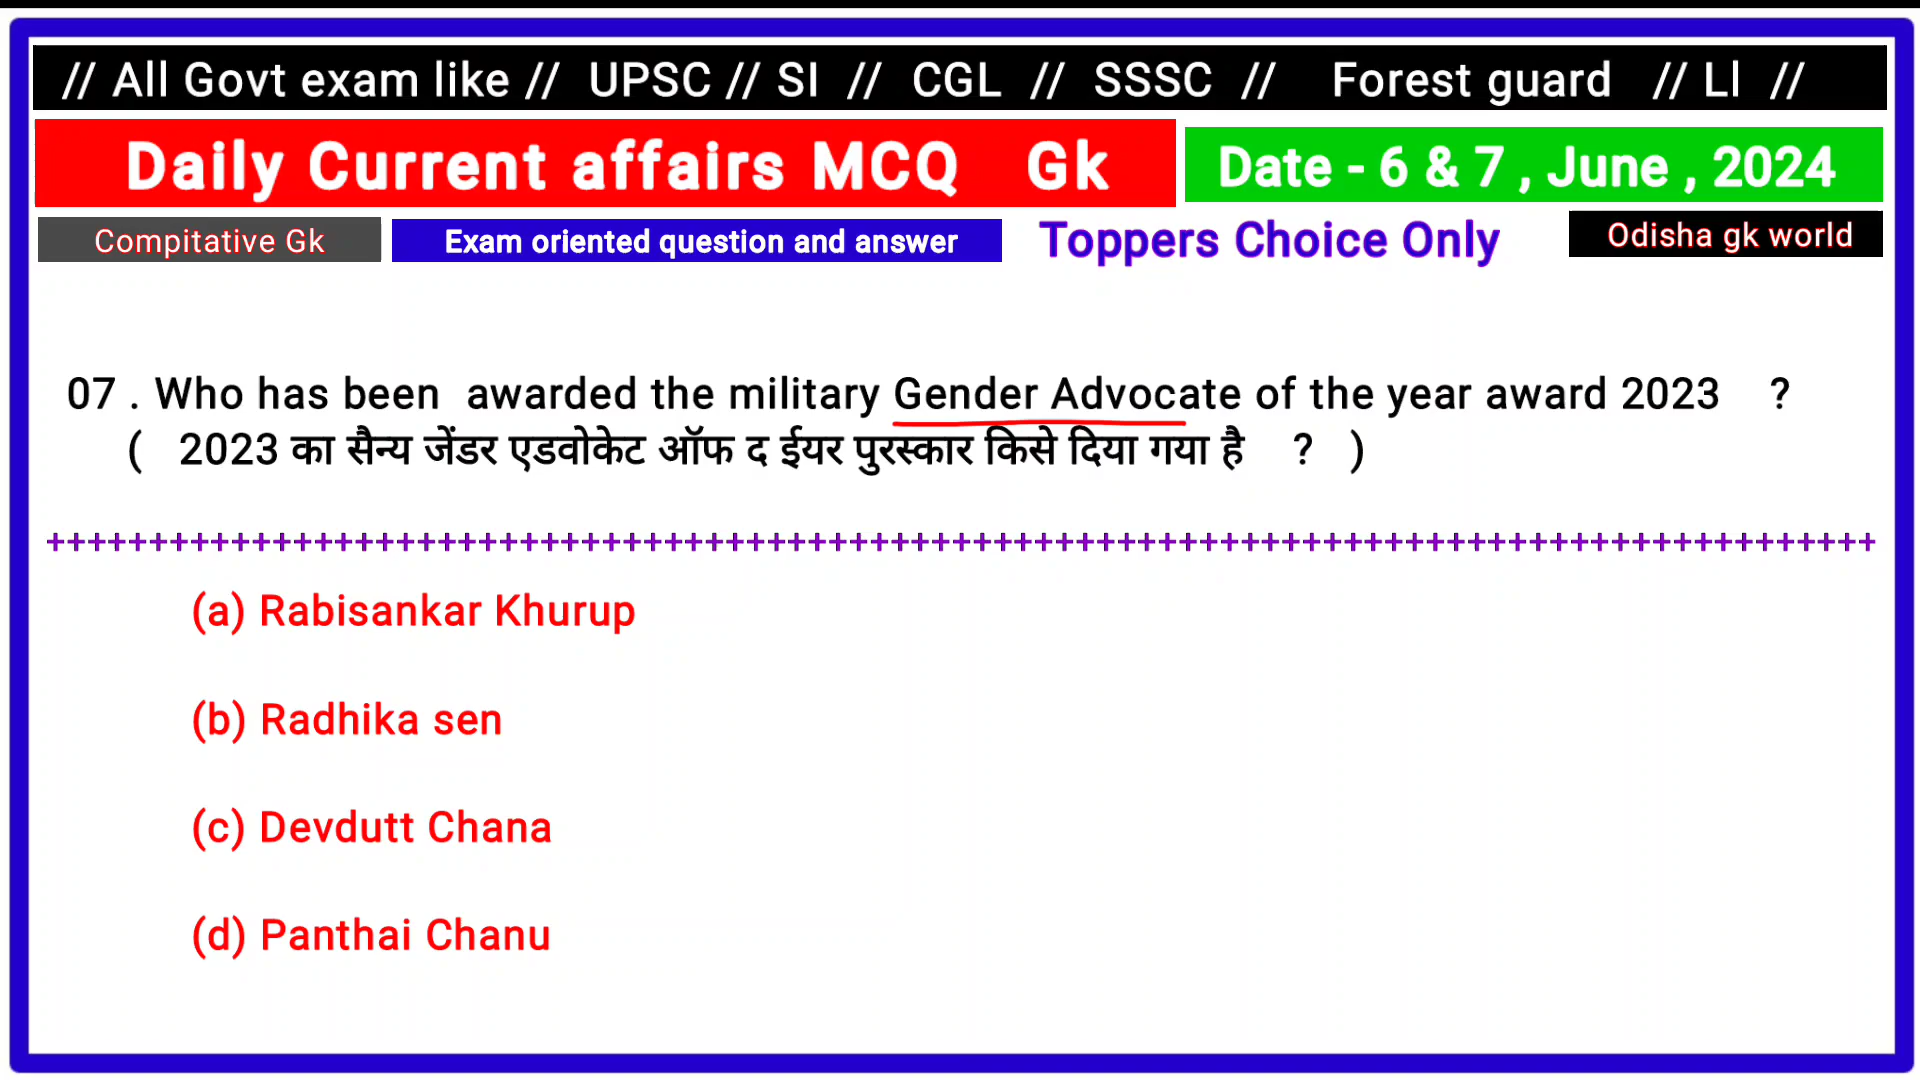 // All Govt exam like // UPSC // SI // CGL // SSSC // Forest guard // Ll //
Daily Current affairs MCQ Gk
Date - 6 & 7 , June , 2024
Compitative Gk
Exam oriented question and answer
Toppers Choice Only
Odisha gk world
07 . Who has been awarded the military Gender Advocate of the year award 2023 ?
( 2023 का सैन्य जेंडर एडवोकेट ऑफ द ईयर पुरस्कार किसे दिया गया है ? )
+++++++++++++++++++++++++++++++++++++++++++++++++++++++++++++++++++++++++++++++++++++++++
(a) Rabisankar Khurup
(b) Radhika sen
(c) Devdutt Chana
(d) Panthai Chanu